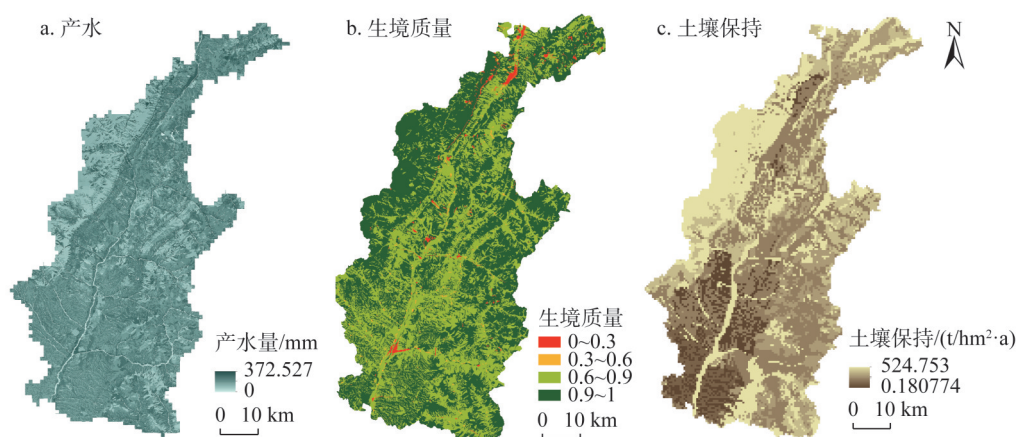 a. 产水
b. 生境质量
c. 土壤保持
N
产水量/mm
372.527
0
0 10 km
生境质量
0~0.3
0.3~0.6
0.6~0.9
0.9~1
0 10 km
土壤保持/(t/hm²·a)
524.753
0.180774
0 10 km